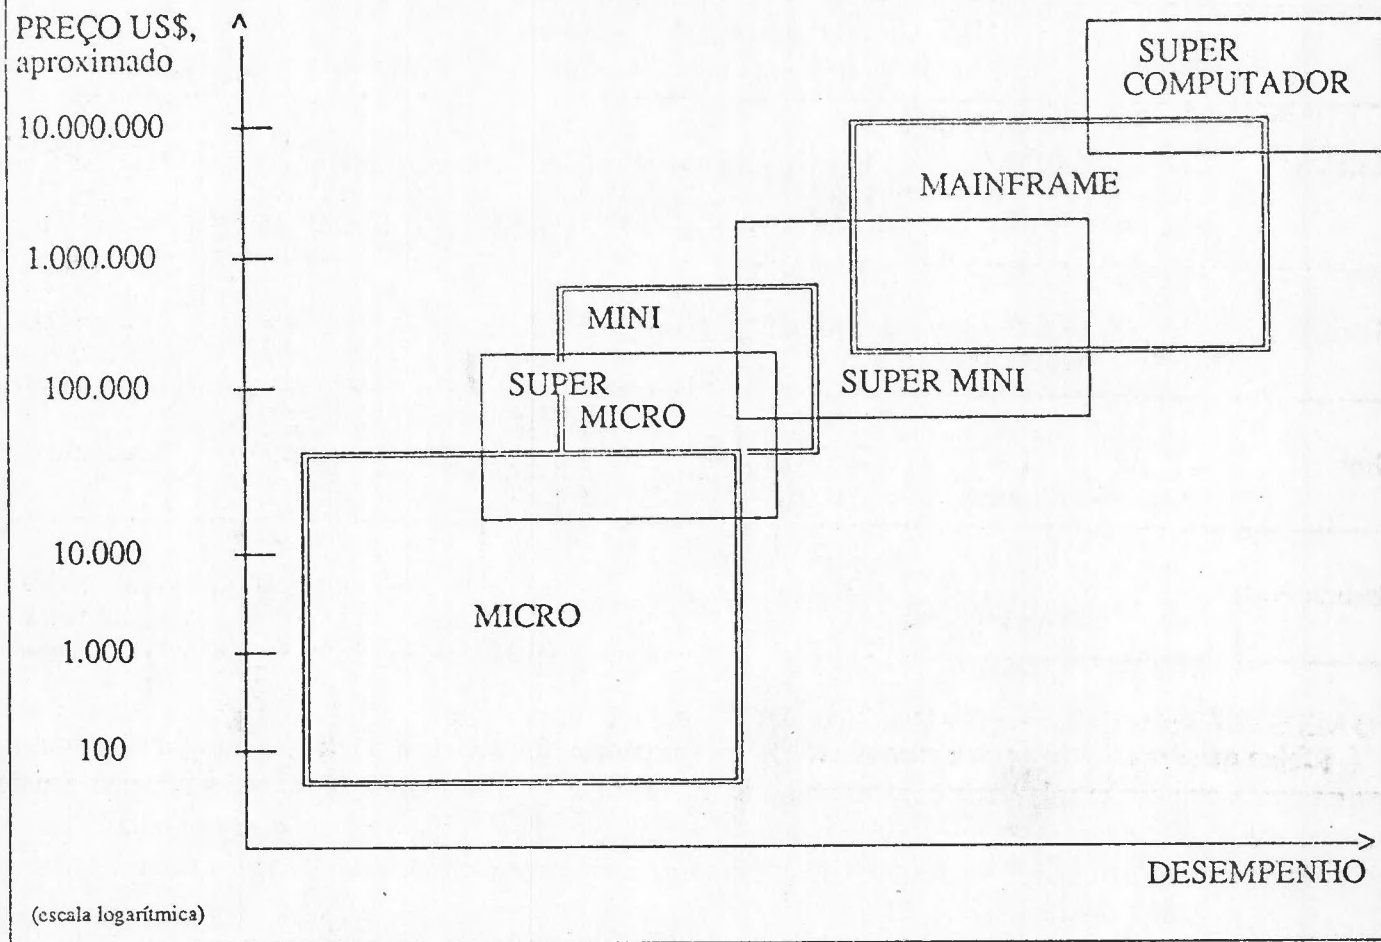 PREÇO US$,
aproximado
SUPER
COMPUTADOR
10.000.000
MAINFRAME
1.000.000
MINI
100.000
SUPER
MICRO
SUPER MINI
10.000
MICRO
1.000
100
DESEMPENHO
(escala logarítmica)